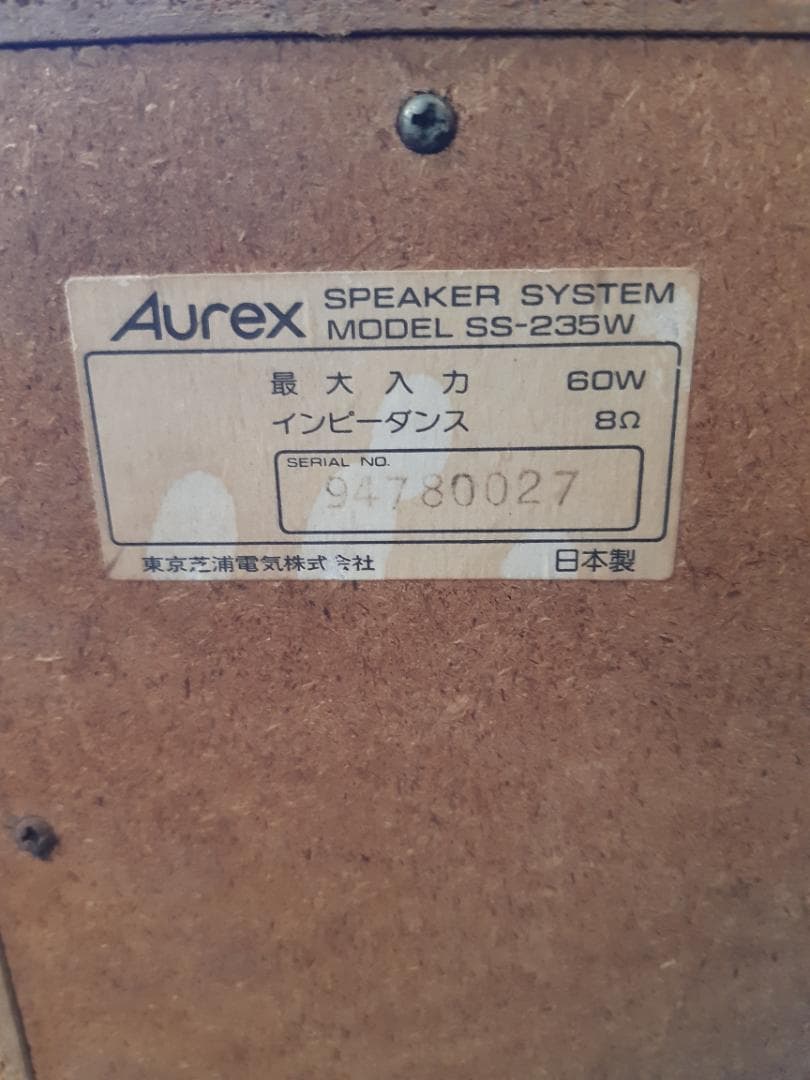 Aurex SPEAKER SYSTEM
MODEL SS-235W
最大入力 60W
インピーダンス 8Ω
SERIAL NO.
94780027
東京芝浦電気株式会社 日本製